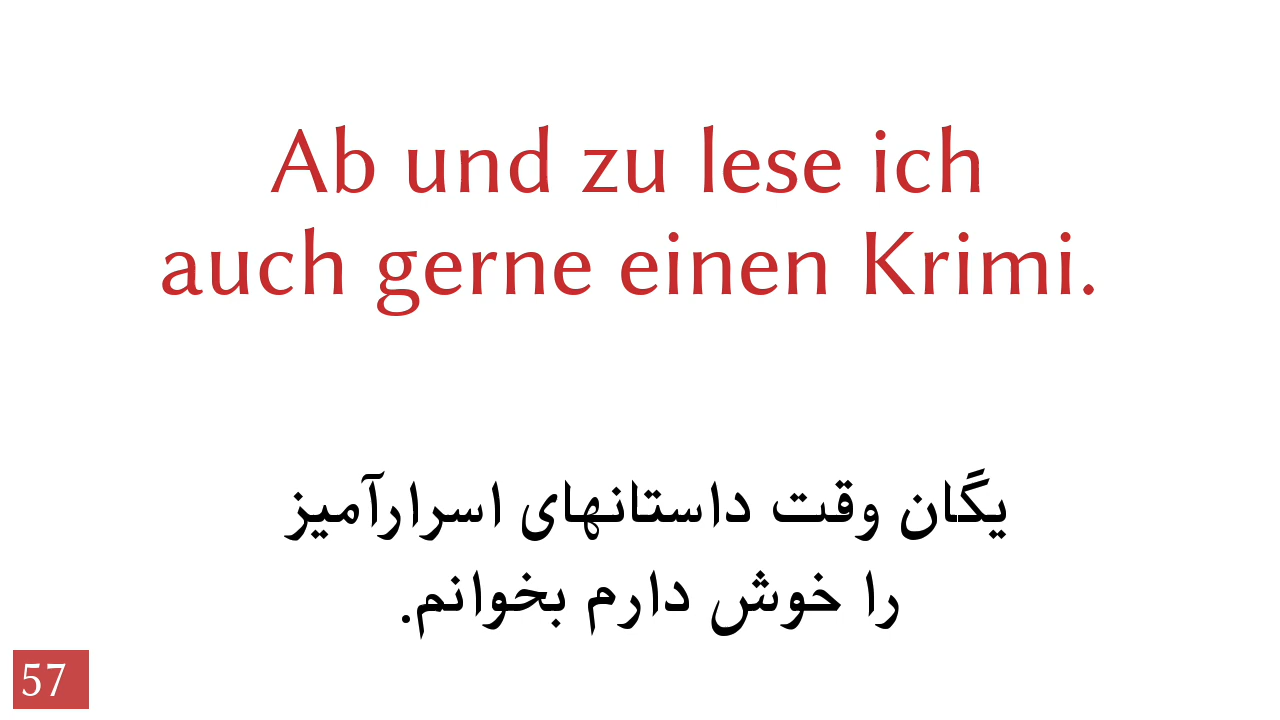 Ab und zu lese ich
auch gerne einen Krimi.
یگان وقت داستانهای اسرارآمیز
را خوش دارم بخوانم.
57